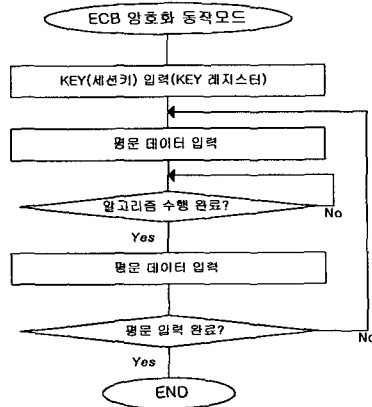 ECB 암호화 동작모드
KEY(세션키) 입력(KEY 레지스터)
평문 데이터 입력
알고리즘 수행 완료?
No
Yes
평문 데이터 입력
평문 입력 완료?
No
Yes
END